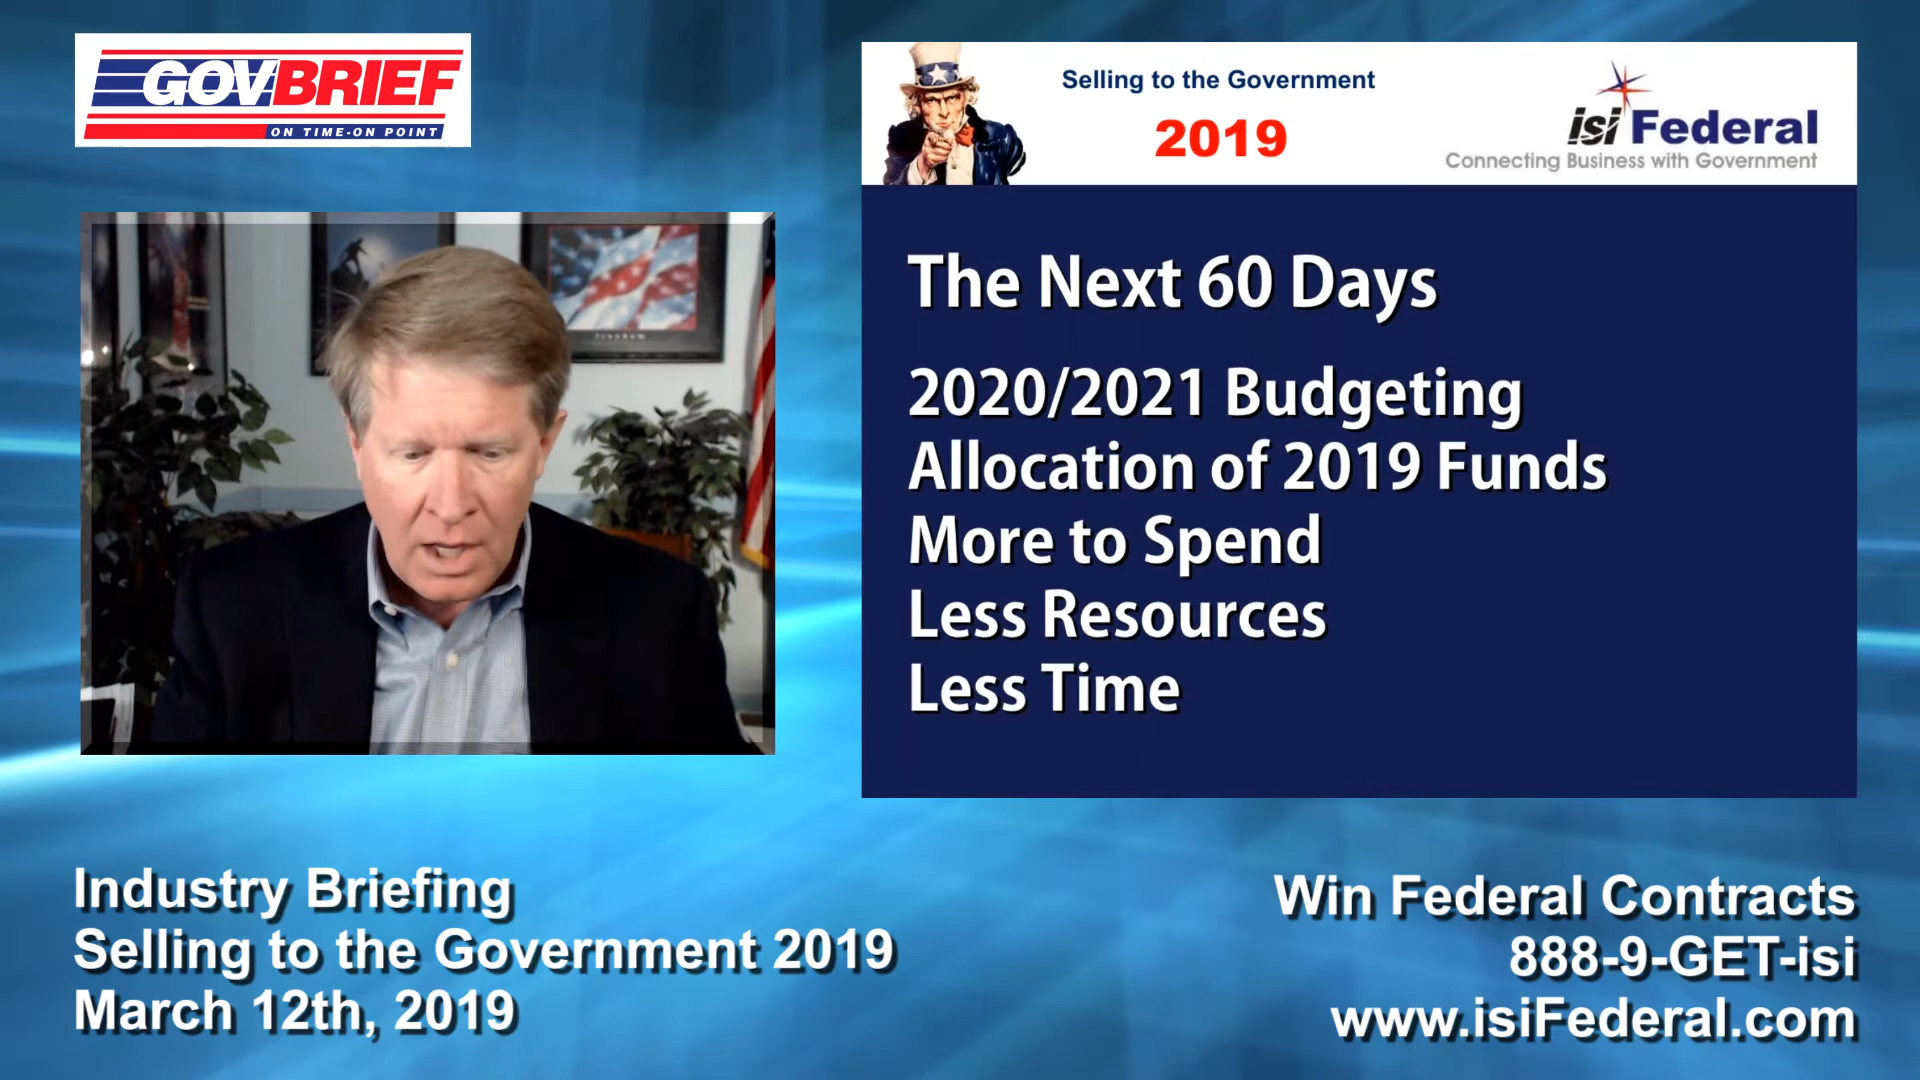 GOVBRIEF
ON TIME-ON POINT
Selling to the Government
2019
isi Federal
Connecting Business with Government
The Next 60 Days
2020/2021 Budgeting
Allocation of 2019 Funds
More to Spend
Less Resources
Less Time
freedom
Industry Briefing
Selling to the Government 2019
March 12th, 2019
Win Federal Contracts
888-9-GET-isi
www.isiFederal.com